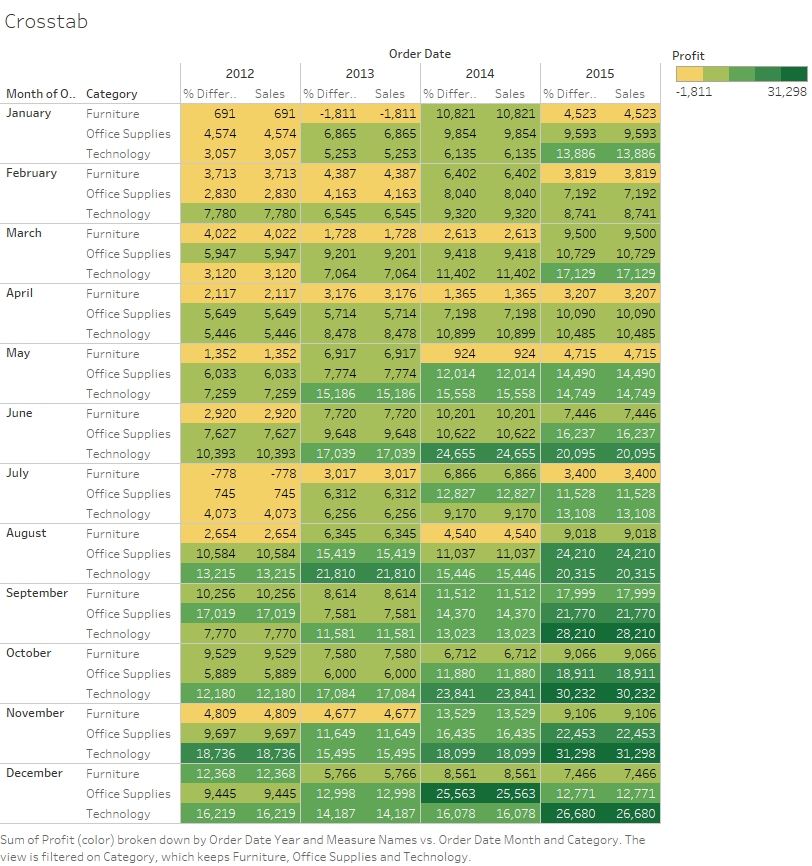 Crosstab
Order Date
Profit
2012 2013 2014 2015
-1,811 31,298
Month of O.. Category % Differ.. Sales % Differ.. Sales % Differ.. Sales % Differ.. Sales
January Furniture 691 691 -1,811 -1,811 10,821 10,821 4,523 4,523
Office Supplies 4,574 4,574 6,865 6,865 9,854 9,854 9,593 9,593
Technology 3,057 3,057 5,253 5,253 6,135 6,135 13,886 13,886
February Furniture 3,713 3,713 4,387 4,387 6,402 6,402 3,819 3,819
Office Supplies 2,830 2,830 4,163 4,163 8,040 8,040 7,192 7,192
Technology 7,780 7,780 6,545 6,545 9,320 9,320 8,741 8,741
March Furniture 4,022 4,022 1,728 1,728 2,613 2,613 9,500 9,500
Office Supplies 5,947 5,947 9,201 9,201 9,418 9,418 10,729 10,729
Technology 3,120 3,120 7,064 7,064 11,402 11,402 17,129 17,129
April Furniture 2,117 2,117 3,176 3,176 1,365 1,365 3,207 3,207
Office Supplies 5,649 5,649 5,714 5,714 7,198 7,198 10,090 10,090
Technology 5,446 5,446 8,478 8,478 10,899 10,899 10,485 10,485
May Furniture 1,352 1,352 6,917 6,917 924 924 4,715 4,715
Office Supplies 6,033 6,033 7,774 7,774 12,014 12,014 14,490 14,490
Technology 7,259 7,259 15,186 15,186 15,558 15,558 14,749 14,749
June Furniture 2,920 2,920 7,720 7,720 10,201 10,201 7,446 7,446
Office Supplies 7,627 7,627 9,648 9,648 10,622 10,622 16,237 16,237
Technology 10,393 10,393 17,039 17,039 24,655 24,655 20,095 20,095
July Furniture -778 -778 3,017 3,017 6,866 6,866 3,400 3,400
Office Supplies 745 745 6,312 6,312 12,827 12,827 11,528 11,528
Technology 4,073 4,073 6,256 6,256 9,170 9,170 13,108 13,108
August Furniture 2,654 2,654 6,345 6,345 4,540 4,540 9,018 9,018
Office Supplies 10,584 10,584 15,419 15,419 11,037 11,037 24,210 24,210
Technology 13,215 13,215 21,810 21,810 15,446 15,446 20,315 20,315
September Furniture 10,256 10,256 8,614 8,614 11,512 11,512 17,999 17,999
Office Supplies 17,019 17,019 7,581 7,581 14,370 14,370 21,770 21,770
Technology 7,770 7,770 11,581 11,581 13,023 13,023 28,210 28,210
October Furniture 9,529 9,529 7,580 7,580 6,712 6,712 9,066 9,066
Office Supplies 5,889 5,889 6,000 6,000 11,880 11,880 18,911 18,911
Technology 12,180 12,180 17,084 17,084 23,841 23,841 30,232 30,232
November Furniture 4,809 4,809 4,677 4,677 13,529 13,529 9,106 9,106
Office Supplies 9,697 9,697 11,649 11,649 16,435 16,435 22,453 22,453
Technology 18,736 18,736 15,495 15,495 18,099 18,099 31,298 31,298
December Furniture 12,368 12,368 5,766 5,766 8,561 8,561 7,466 7,466
Office Supplies 9,445 9,445 12,998 12,998 25,563 25,563 12,771 12,771
Technology 16,219 16,219 14,187 14,187 16,078 16,078 26,680 26,680
Sum of Profit (color) broken down by Order Date Year and Measure Names vs. Order Date Month and Category. The
view is filtered on Category, which keeps Furniture, Office Supplies and Technology.